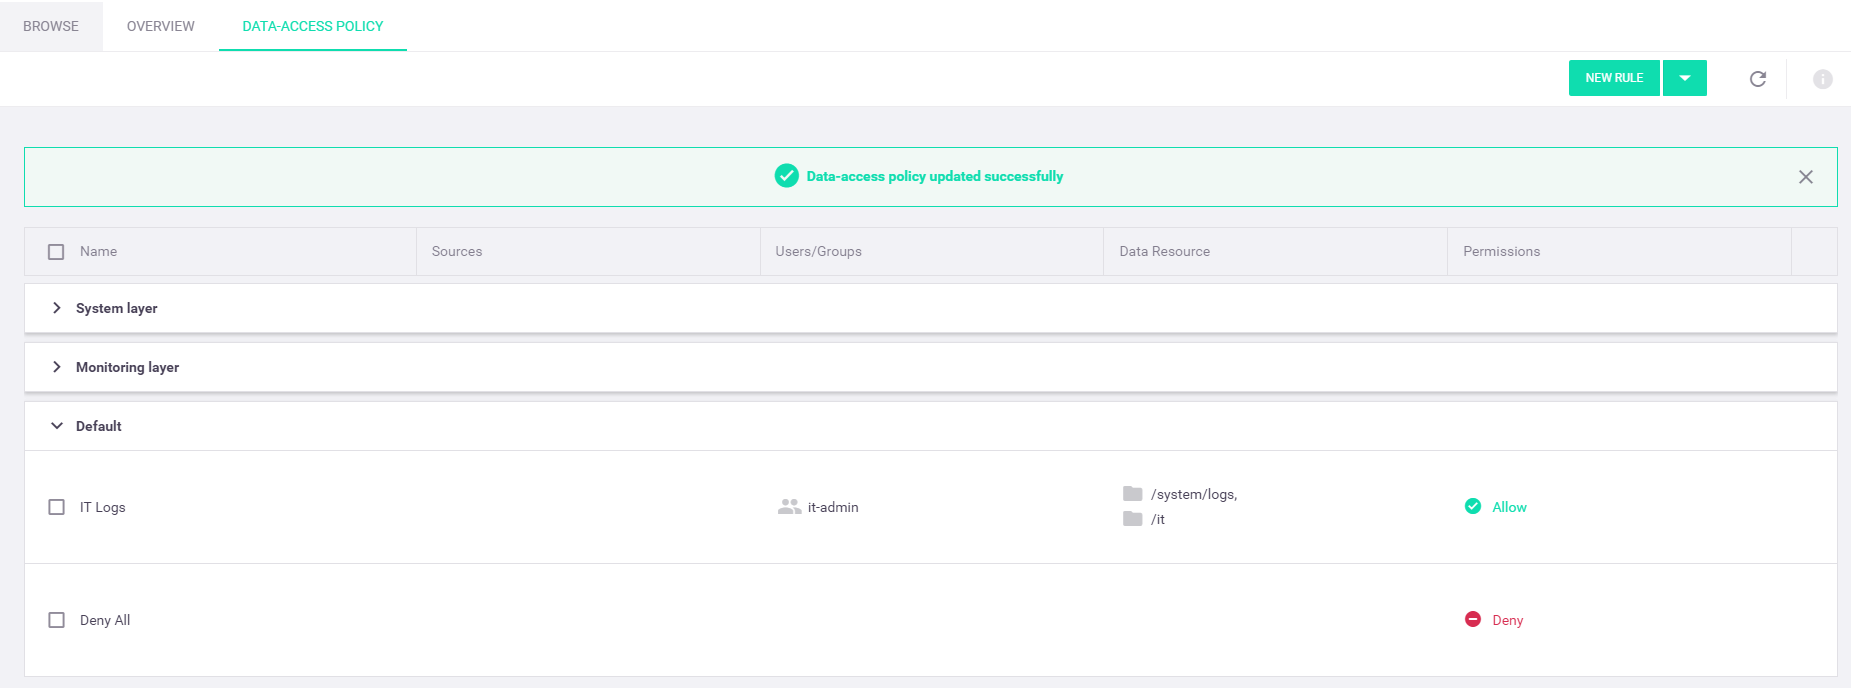 BROWSE OVERVIEW DATA-ACCESS POLICY
NEW RULE
Data-access policy updated successfully
Name Sources Users/Groups Data Resource Permissions
System layer
Monitoring layer
Default
IT Logs it-admin /system/logs, Allow
/it
Deny All Deny